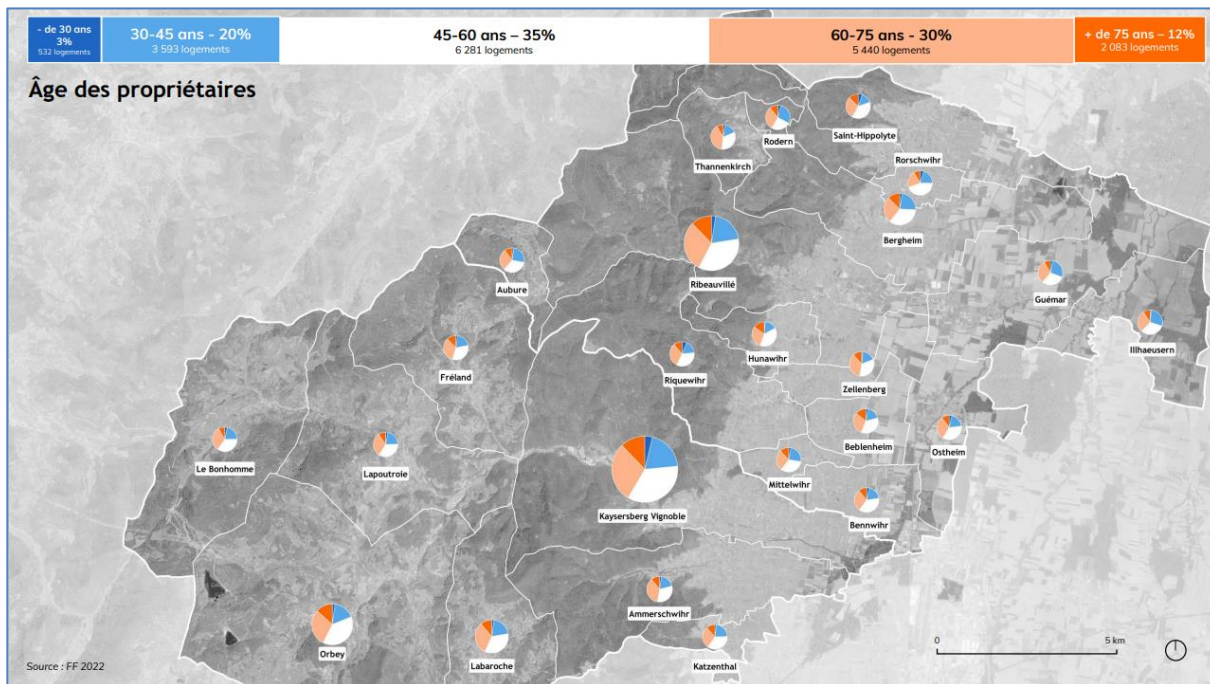 - de 30 ans
3%
532 logements
30-45 ans - 20%
3 593 logements
45-60 ans – 35%
6 281 logements
60-75 ans - 30%
5 440 logements
+ de 75 ans – 12%
2 083 logements
Âge des propriétaires
Saint-Hippolyte
Rodern
Thannenkirch
Rorschwihr
Bergheim
Ribeauvillé
Aubure
Guémar
Illhaeusern
Hunawihr
Riquewihr
Fréland
Zellenberg
Beblenheim
Ostheim
Le Bonhomme
Lapoutroie
Mittelwihr
Kaysersberg Vignoble
Bennwihr
Ammerschwihr
Orbey
Labaroche
Katzenthal
0 5 km
Source : FF 2022